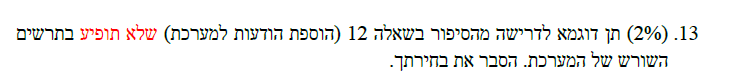 13. (2%) תן דוגמא לדרישה מהסיפור בשאלה 12 (הוספת הודעות למערכת) שלא תופיע בתרשים
השורש של המערכת. הסבר את בחירתך.